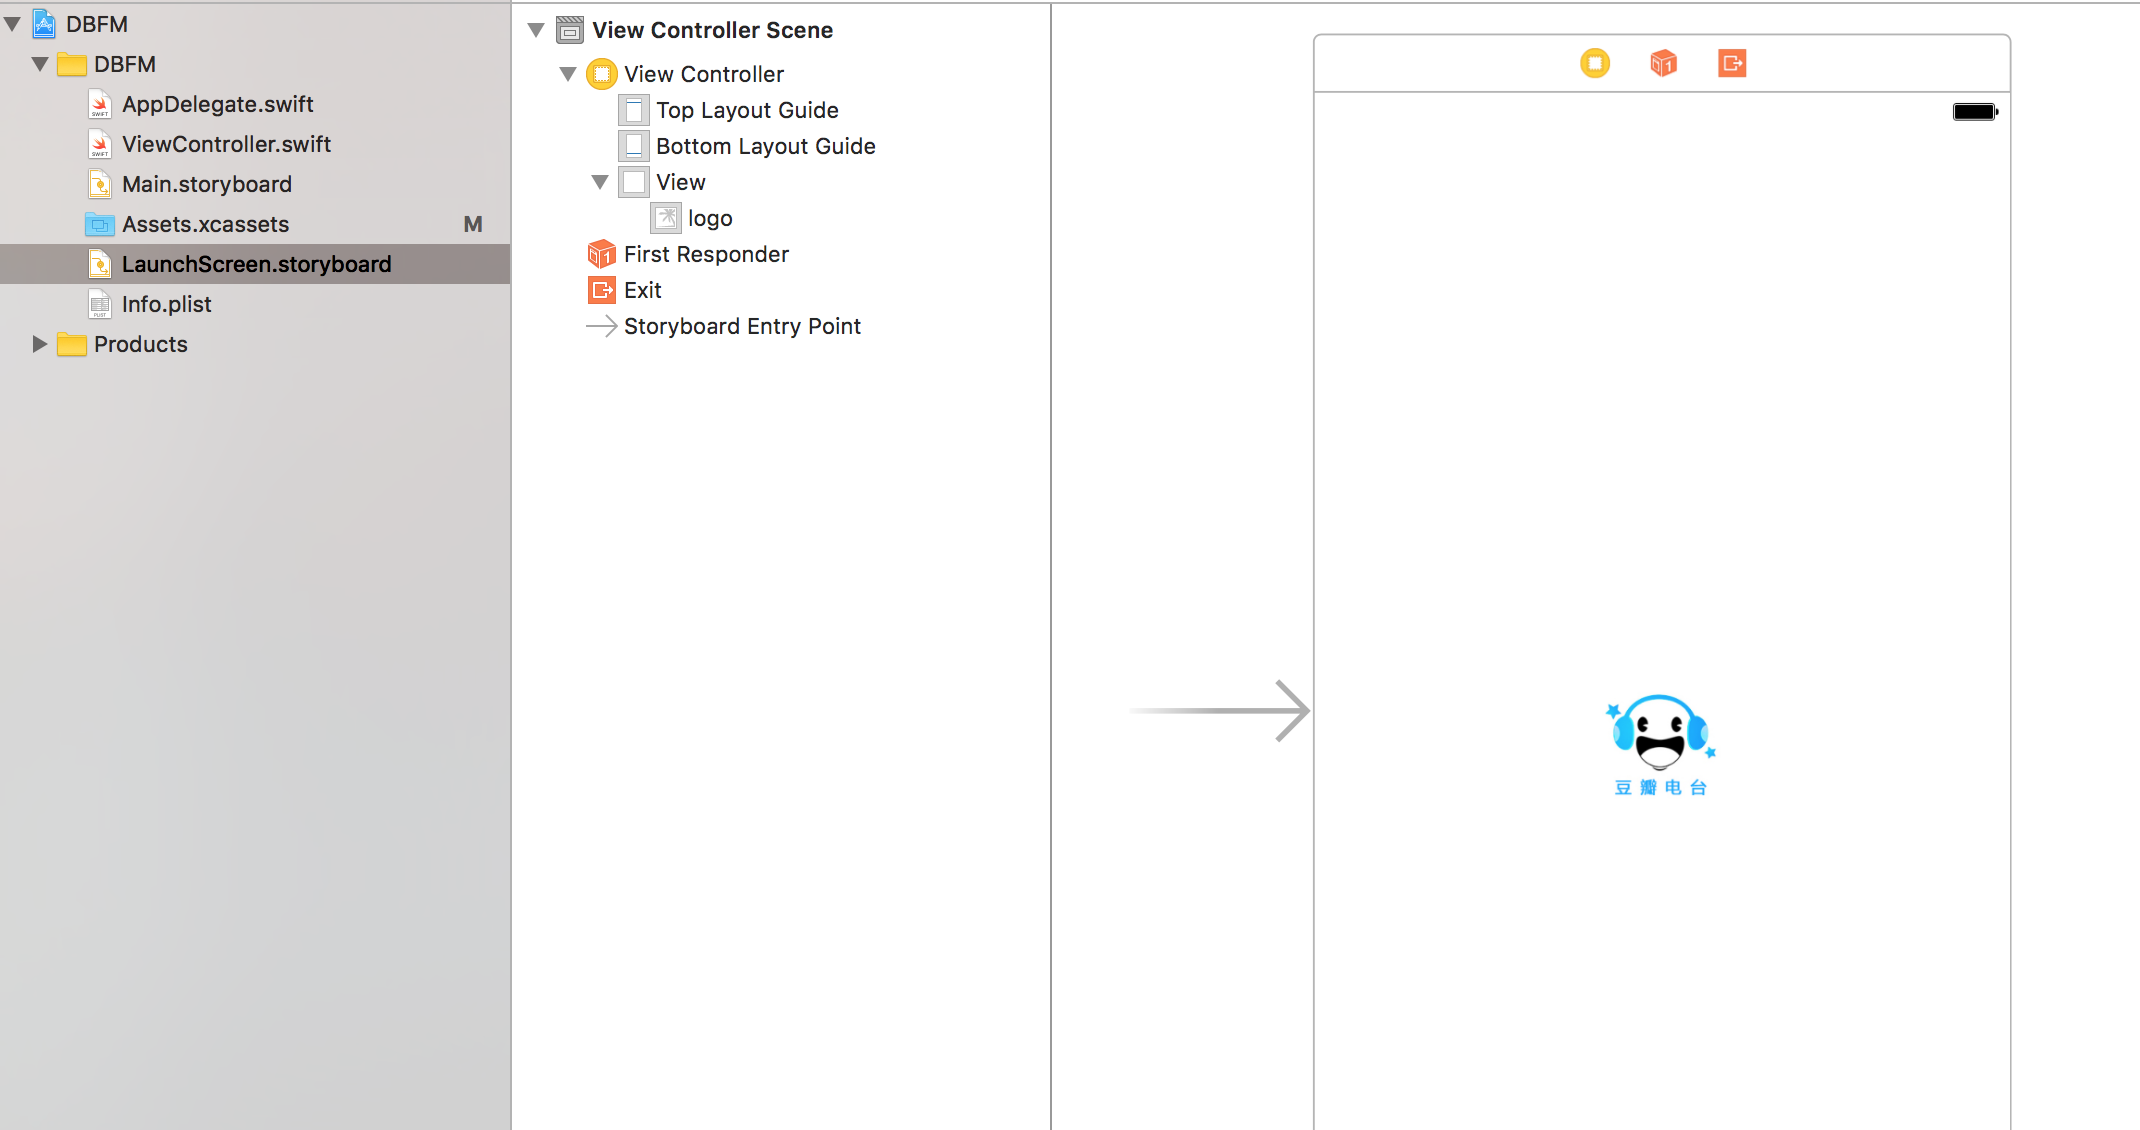 DBFM
DBFM
AppDelegate.swift
ViewController.swift
Main.storyboard
Assets.xcassets M
LaunchScreen.storyboard
Info.plist
Products
View Controller Scene
View Controller
Top Layout Guide
Bottom Layout Guide
View
logo
First Responder
Exit
Storyboard Entry Point
豆瓣电台